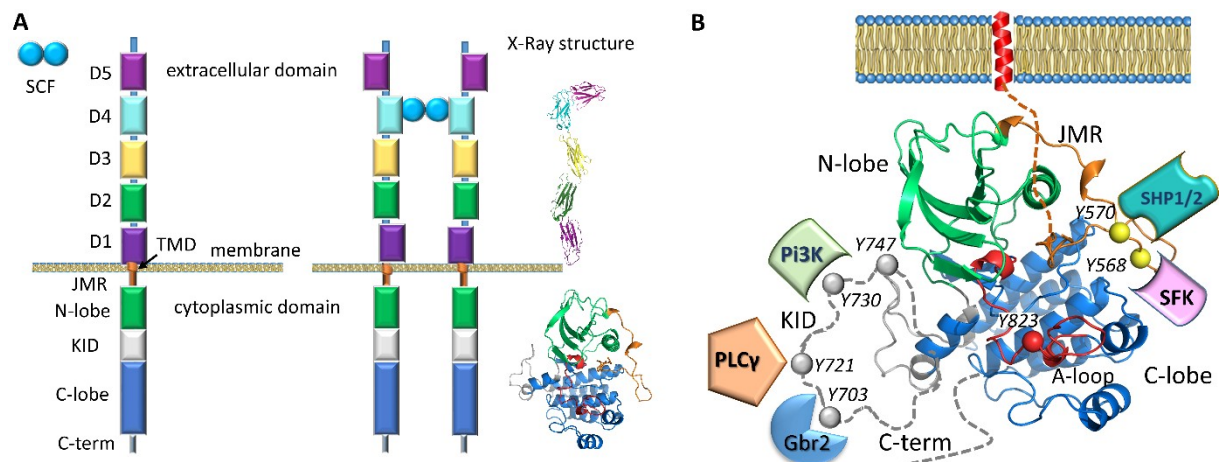 A
SCF
D5
extracellular domain
X-Ray structure
D4
D3
D2
D1
TMD
membrane
JMR
N-lobe
cytoplasmic domain
KID
C-lobe
C-term
B
JMR
N-lobe
SHP1/2
Y570
Pi3K
Y747
Y568
Y730
SFK
KID
Y823
PLCγ
Y721
A-loop
C-lobe
Y703
Gbr2
C-term